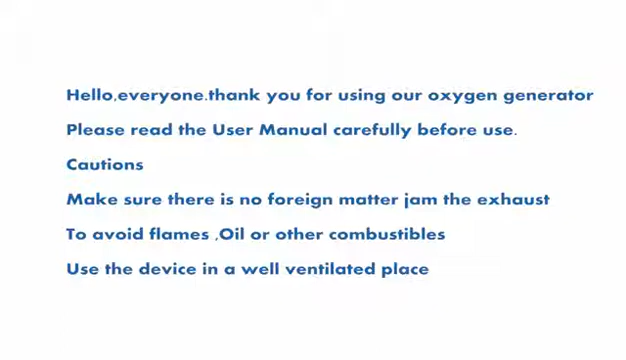 Hello,everyone.thank you for using our oxygen generator
Please read the User Manual carefully before use.
Cautions
Make sure there is no foreign matter jam the exhaust
To avoid flames ,Oil or other combustibles
Use the device in a well ventilated place